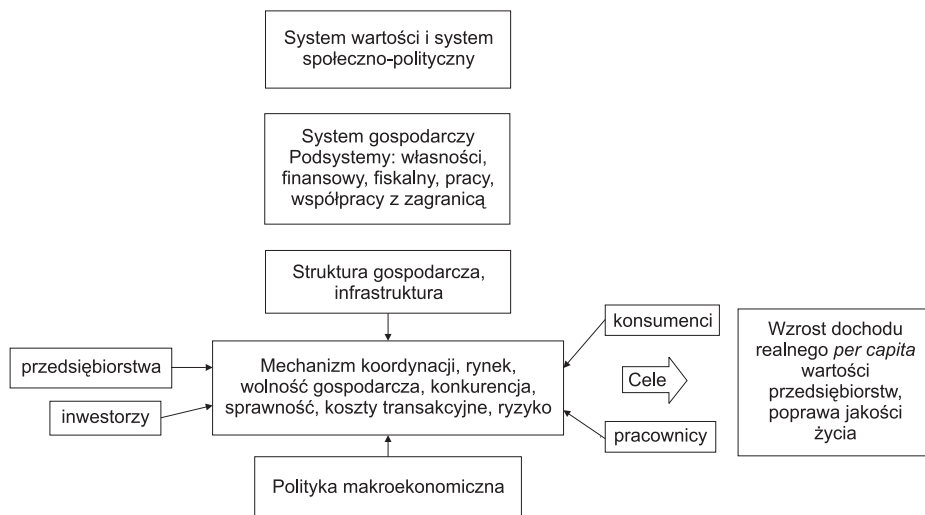 System wartości i system
społeczno-polityczny
System gospodarczy
Podsystemy: własności,
finansowy, fiskalny, pracy,
współpracy z zagranicą
Struktura gospodarcza,
infrastruktura
przedsiębiorstwa
inwestorzy
Mechanizm koordynacji, rynek,
wolność gospodarcza, konkurencja,
sprawność, koszty transakcyjne, ryzyko
konsumenci
Cele
pracownicy
Wzrost dochodu
realnego per capita
wartości
przedsiębiorstw,
poprawa jakości
życia
Polityka makroekonomiczna